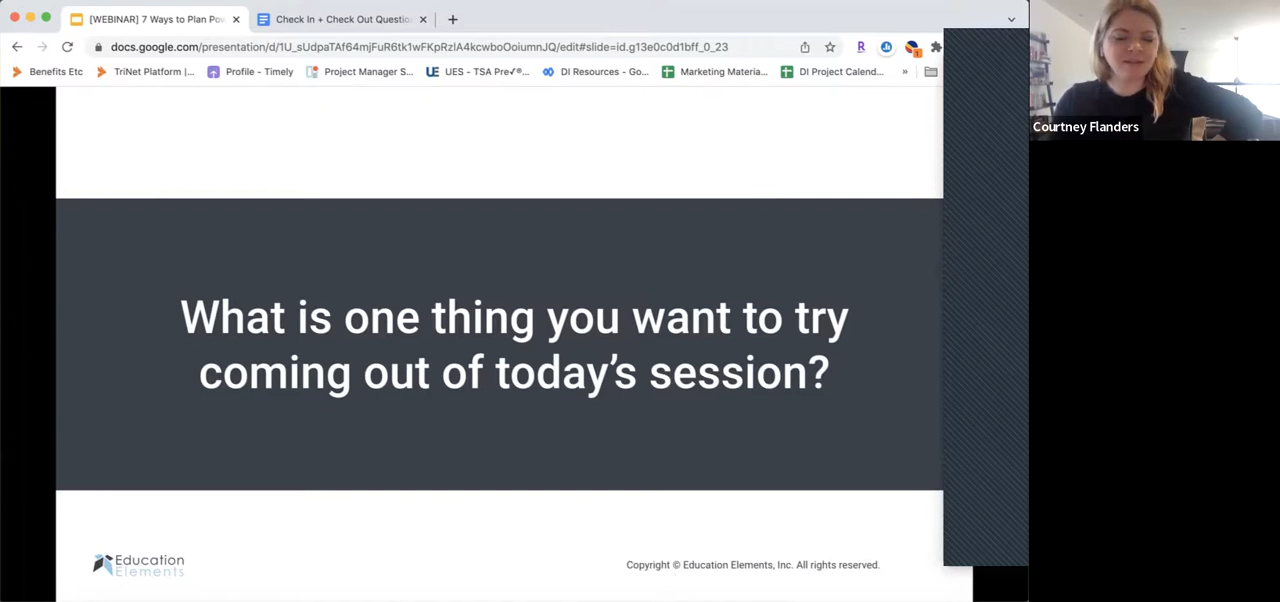 [WEBINAR] 7 Ways to Plan Pow
Check In + Check Out Questio
docs.google.com/presentation/d/1U_sUdpaTAf64mjFuR6tk1wFKpRzIA4kcwboOoiumnJQ/edit#slide=id.g13e0c0d1bff_0_23
Benefits Etc
TriNet Platform |...
Profile - Timely
Project Manager S...
UES - TSA Pre✓®...
DI Resources - Go...
Marketing Materia...
DI Project Calend...
Courtney Flanders
What is one thing you want to try
coming out of today's session?
Education
Elements
Copyright © Education Elements, Inc. All rights reserved.